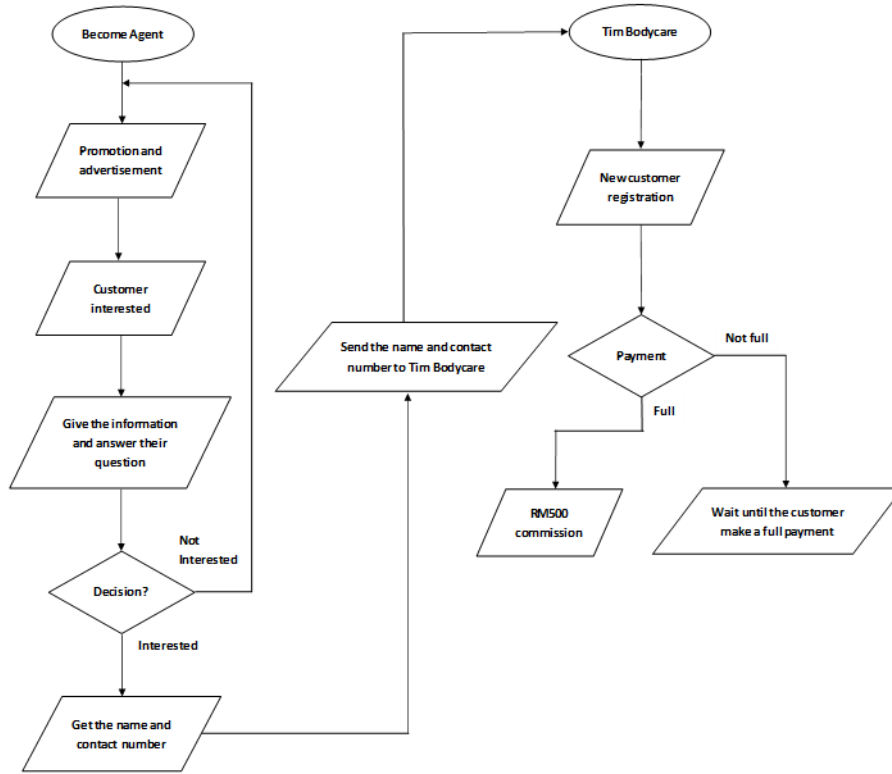 Become Agent
Promotion and
advertisement
Customer
interested
Give the information
and answer their
question
Not
Interested
Decision?
Interested
Get the name and
contact number
Send the name and contact
number to Tim Bodycare
Tim Bodycare
New customer
registration
Payment
Not full
Full
RM500
commission
Wait until the customer
make a full payment